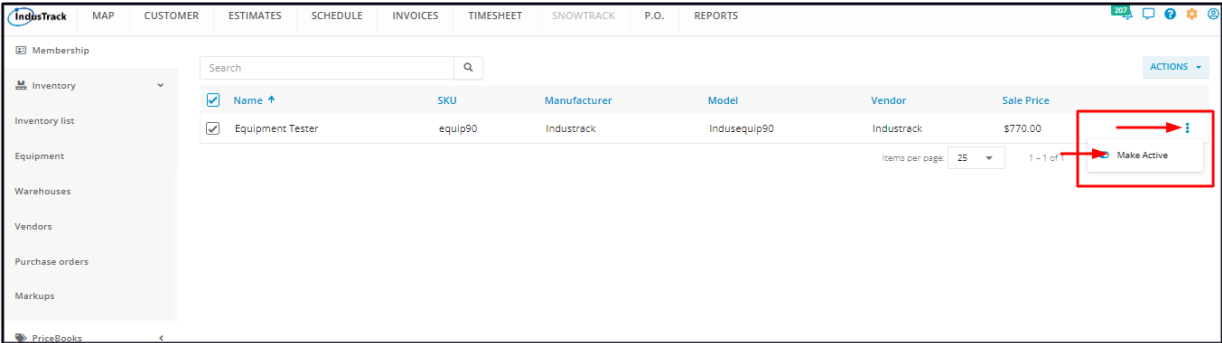 IndusTrack MAP CUSTOMER ESTIMATES SCHEDULE INVOICES TIMESHEET SNOWTRACK P.O. REPORTS 207
Membership
Search ACTIONS
Inventory
Name SKU Manufacturer Model Vendor Sale Price
Inventory list
Equipment Tester equip90 Industrack Indusequip90 Industrack $770.00
Equipment
Items per page: 25 1 – 1 of 1 Make Active
Warehouses
Vendors
Purchase orders
Markups
PriceBooks